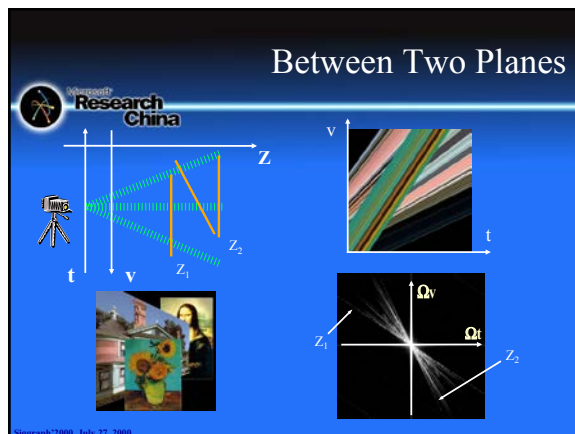 Between Two Planes
Microsoft
Research
China
Z
t
v
Z1
Z2
v
t
Ωv
Ωt
Z1
Z2
Siggraph'2000, July 27, 2000